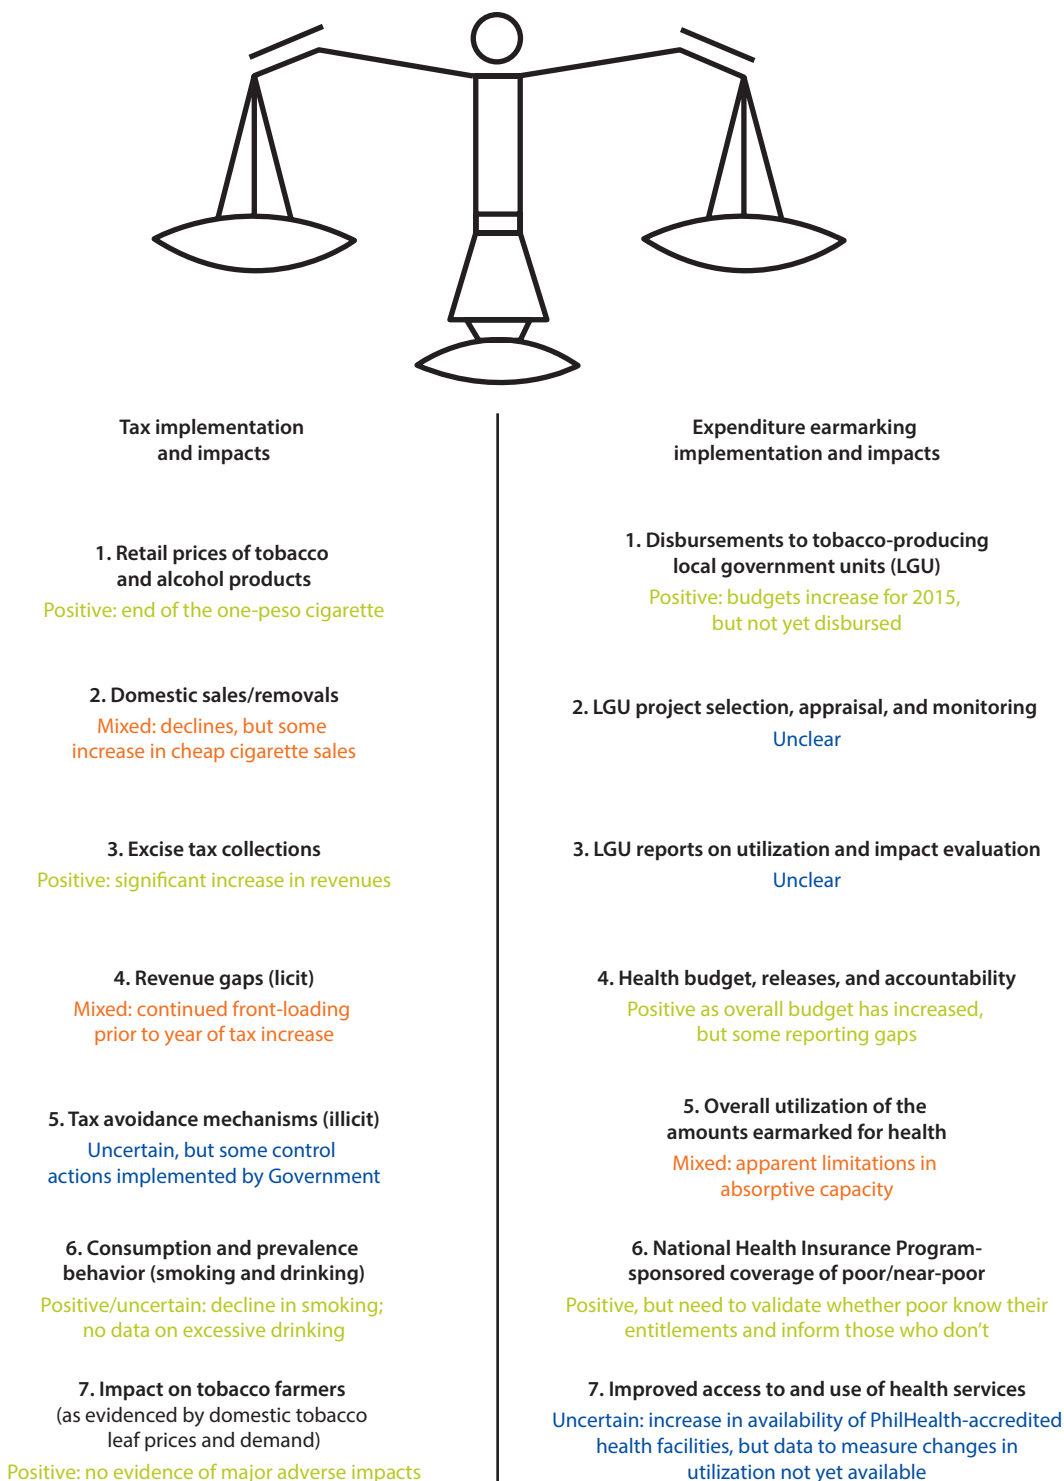 Tax implementation
and impacts
1. Retail prices of tobacco
and alcohol products
Positive: end of the one-peso cigarette
2. Domestic sales/removals
Mixed: declines, but some
increase in cheap cigarette sales
3. Excise tax collections
Positive: significant increase in revenues
4. Revenue gaps (licit)
Mixed: continued front-loading
prior to year of tax increase
5. Tax avoidance mechanisms (illicit)
Uncertain, but some control
actions implemented by Government
6. Consumption and prevalence
behavior (smoking and drinking)
Positive/uncertain: decline in smoking;
no data on excessive drinking
7. Impact on tobacco farmers
(as evidenced by domestic tobacco
leaf prices and demand)
Positive: no evidence of major adverse impacts
Expenditure earmarking
implementation and impacts
1. Disbursements to tobacco-producing
local government units (LGU)
Positive: budgets increase for 2015,
but not yet disbursed
2. LGU project selection, appraisal, and monitoring
Unclear
3. LGU reports on utilization and impact evaluation
Unclear
4. Health budget, releases, and accountability
Positive as overall budget has increased,
but some reporting gaps
5. Overall utilization of the
amounts earmarked for health
Mixed: apparent limitations in
absorptive capacity
6. National Health Insurance Program-
sponsored coverage of poor/near-poor
Positive, but need to validate whether poor know their
entitlements and inform those who don't
7. Improved access to and use of health services
Uncertain: increase in availability of PhilHealth-accredited
health facilities, but data to measure changes in
utilization not yet available